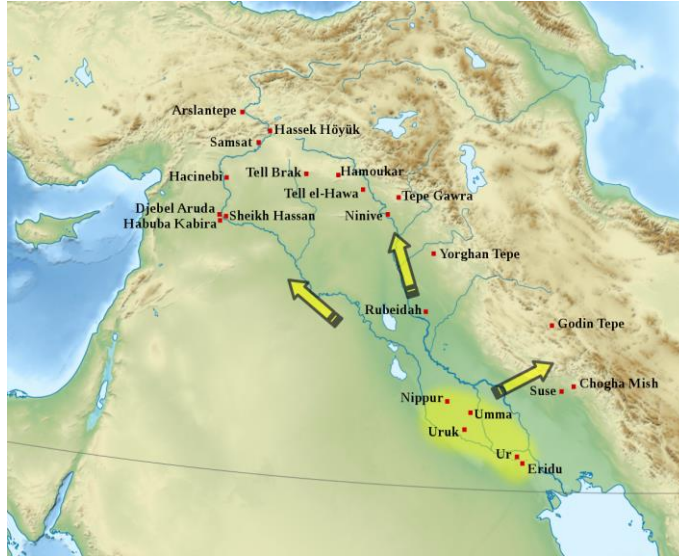 Arslantepe
Hassek Höyük
Samsat
Hacinebi
Tell Brak
Hamoukar
Tell el-Hawa
Tepe Gawra
Djebel Aruda
Sheikh Hassan
Habuba Kabira
Ninive
Yorghan Tepe
Rubeidah
Godin Tepe
Suse
Chogha Mish
Nippur
Umma
Uruk
Ur
Eridu